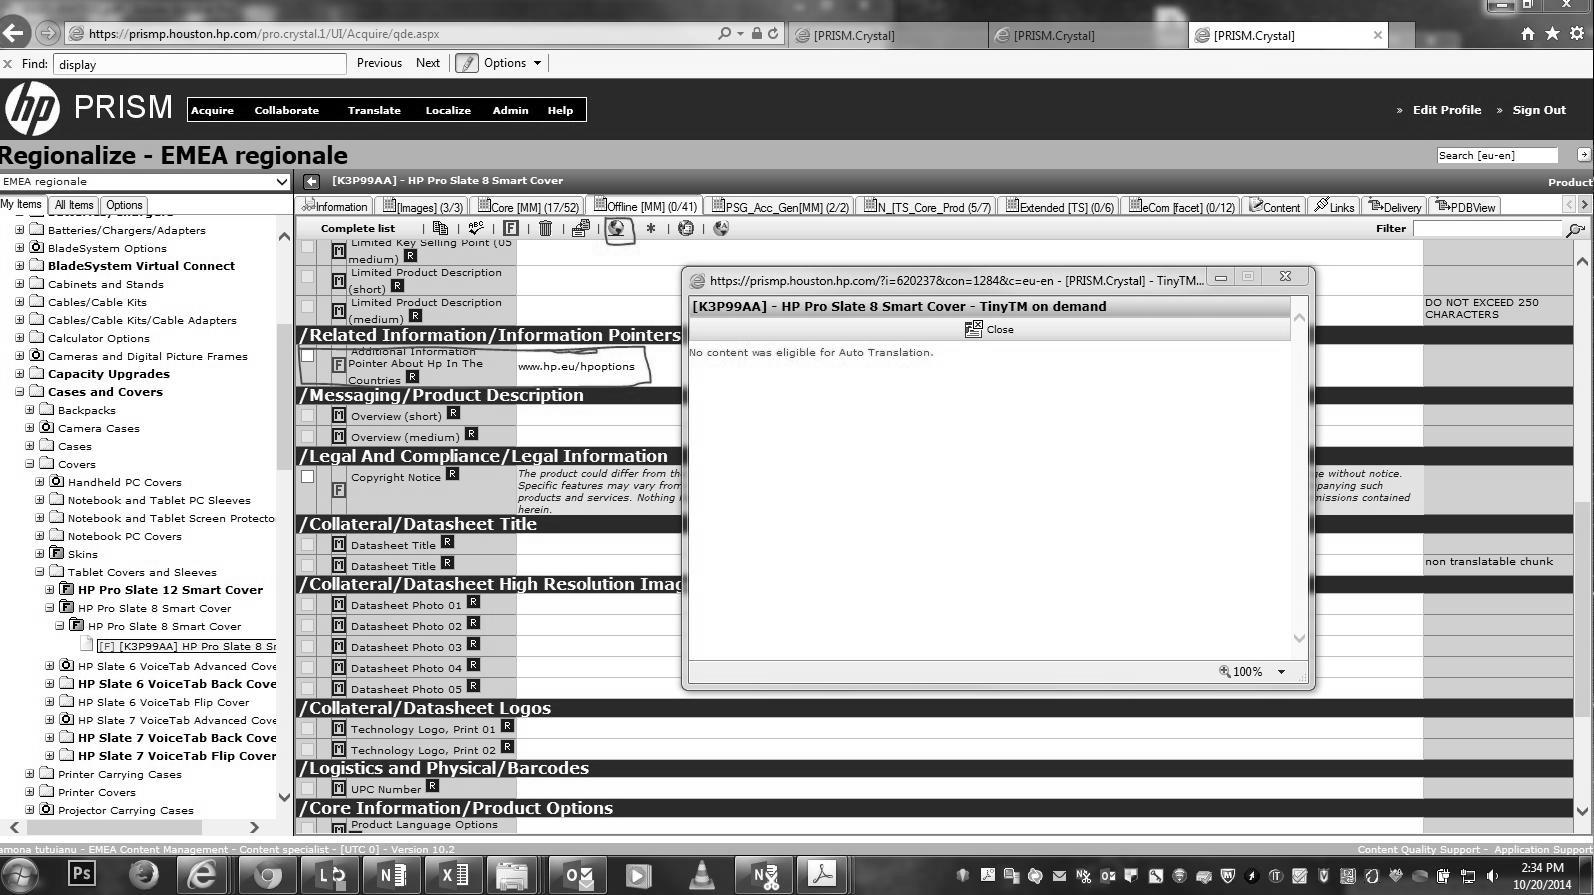 https://prismp.houston.hp.com/pro.crystal.1/UI/Acquire/qde.aspx
[PRISM.Crystal]
[PRISM.Crystal]
[PRISM.Crystal]
Find: display Previous Next Options
hp PRISM Acquire Collaborate Translate Localize Admin Help
» Edit Profile » Sign Out
Regionalize - EMEA regionale
Search [eu-en]
EMEA regionale
[K3P99AA] - HP Pro Slate 8 Smart Cover
Product
My Items All Items Options
Information [Images] (3/3) Core [MM] (17/52) Offline [MM] (0/41) PSG_Acc_Gen[MM] (2/2) N_[TS_Core_Prod (5/7) Extended [TS] (0/6) eCom [facet] (0/12) Content Links Delivery PDBView
Complete list
Filter
Batteries/Chargers/Adapters
BladeSystem Options
BladeSystem Virtual Connect
Cabinets and Stands
Cables/Cable Kits
Cables/Cable Kits/Cable Adapters
Calculator Options
Cameras and Digital Picture Frames
Capacity Upgrades
Cases and Covers
Backpacks
Camera Cases
Cases
Covers
Handheld PC Covers
Notebook and Tablet PC Sleeves
Notebook and Tablet Screen Protecto
Notebook PC Covers
Skins
Tablet Covers and Sleeves
HP Pro Slate 12 Smart Cover
HP Pro Slate 8 Smart Cover
HP Pro Slate 8 Smart Cover
[F] [K3P99AA] HP Pro Slate 8 Sr
HP Slate 6 VoiceTab Advanced Cove
HP Slate 6 VoiceTab Back Cove
HP Slate 6 VoiceTab Flip Cover
HP Slate 7 VoiceTab Advanced Cove
HP Slate 7 VoiceTab Back Cove
HP Slate 7 VoiceTab Flip Cover
Printer Carrying Cases
Printer Covers
Projector Carrying Cases
M Limited Key Selling Point (05
medium) R
M Limited Product Description
(short) R
M Limited Product Description
(medium) R
DO NOT EXCEED 250
CHARACTERS
/Related Information/Information Pointers
F Additional Information
Pointer About Hp In The
Countries R
www.hp.eu/hpoptions
/Messaging/Product Description
M Overview (short) R
M Overview (medium) R
/Legal And Compliance/Legal Information
F Copyright Notice R
The product could differ from the
Specific features may vary from
products and services. Nothing
herein.
e without notice.
panying such
missions contained
/Collateral/Datasheet Title
M Datasheet Title R
M Datasheet Title R
non translatable chunk
/Collateral/Datasheet High Resolution Imag
M Datasheet Photo 01 R
M Datasheet Photo 02 R
M Datasheet Photo 03 R
M Datasheet Photo 04 R
M Datasheet Photo 05 R
/Collateral/Datasheet Logos
M Technology Logo, Print 01 R
M Technology Logo, Print 02 R
/Logistics and Physical/Barcodes
M UPC Number R
/Core Information/Product Options
M Product Language Options
https://prismp.houston.hp.com/?i=620237&con=1284&c=eu-en - [PRISM.Crystal] - TinyTM...
[K3P99AA] - HP Pro Slate 8 Smart Cover - TinyTM on demand
Close
No content was eligible for Auto Translation.
100%
amona tutuianu - EMEA Content Management - Content specialist - [UTC 0] - Version 10.2
Content Quality Support - Application Support
2:34 PM
10/20/2014